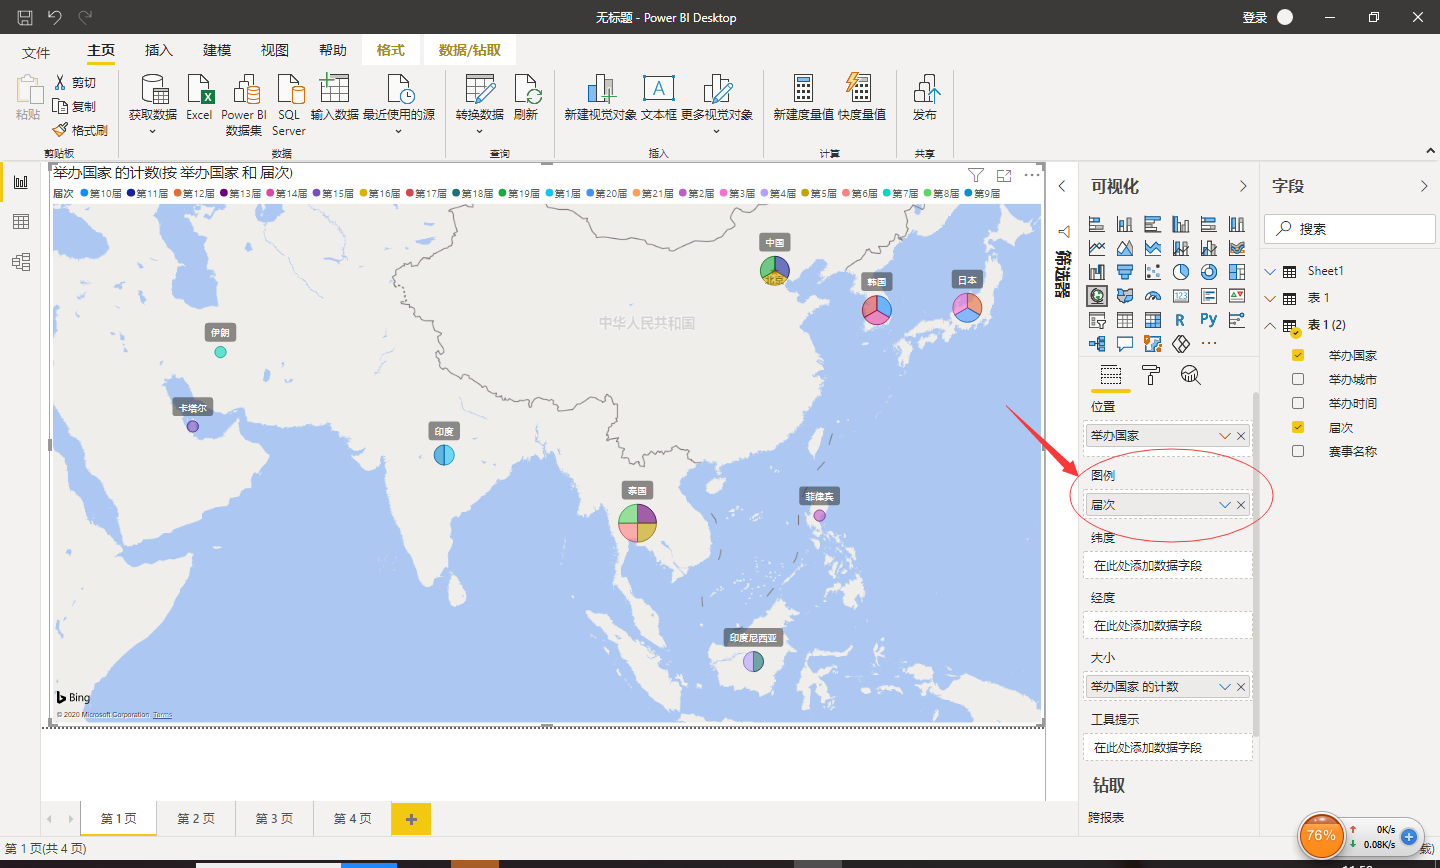 无标题 - Power BI Desktop
登录
文件 主页 插入 建模 视图 帮助 格式 数据/钻取
粘贴
剪切
复制
格式刷
剪贴板
获取数据
Excel
Power BI
数据集
SQL
Server
输入数据
最近使用的源
数据
转换数据
刷新
查询
新建视觉对象
A
文本框
更多视觉对象
插入
新建度量值
快度量值
计算
发布
共享
举办国家 的计数(按 举办国家 和 届次)
届次 第10届 第11届 第12届 第13届 第14届 第15届 第16届 第17届 第18届 第19届 第1届 第20届 第21届 第2届 第3届 第4届 第5届 第6届 第7届 第8届 第9届
中国
北京
韩国
日本
中华人民共和国
伊朗
卡塔尔
印度
泰国
菲律宾
印度尼西亚
Bing
© 2020 Microsoft Corporation Terms
筛选器
可视化
123
R
Py
位置
举办国家
图例
届次
纬度
在此处添加数据字段
经度
在此处添加数据字段
大小
举办国家 的计数
工具提示
在此处添加数据字段
钻取
跨报表
字段
搜索
Sheet1
表 1
表 1 (2)
举办国家
举办城市
举办时间
届次
赛事名称
第 1 页
第 2 页
第 3 页
第 4 页
第 1 页(共 4 页)
76%
0K/s
0.08K/s
载)